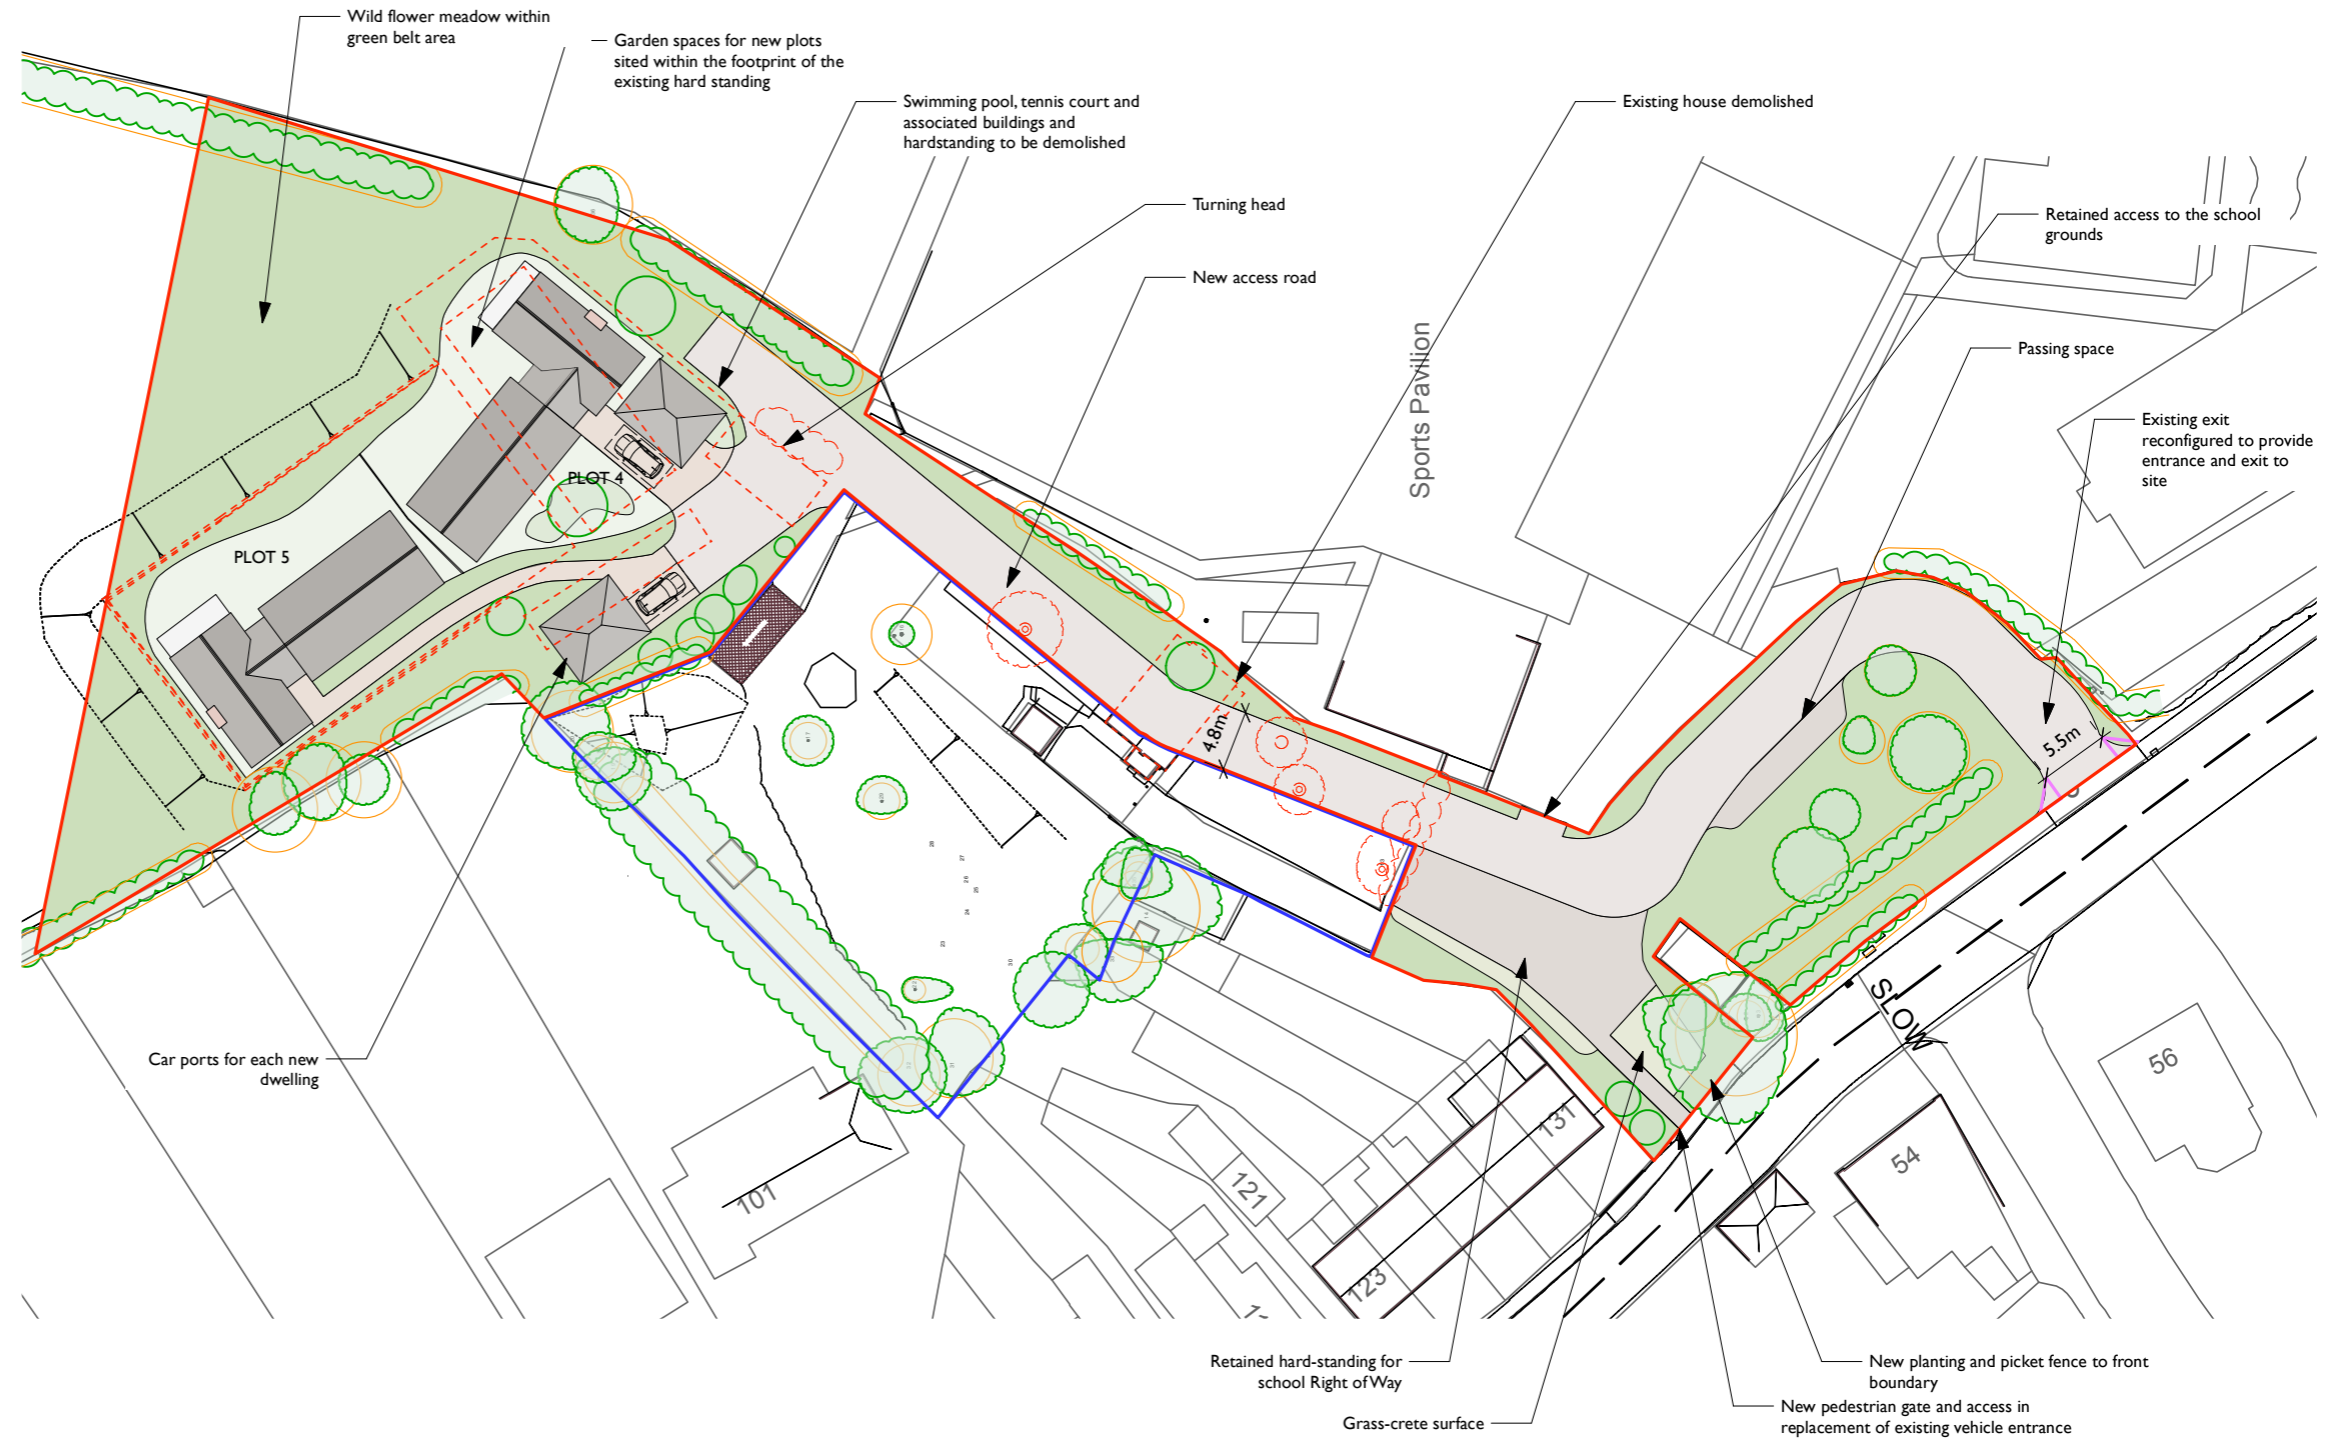 Wild flower meadow within
green belt area
Garden spaces for new plots
sited within the footprint of the
existing hard standing
Swimming pool, tennis court and
associated buildings and
hardstanding to be demolished
Existing house demolished
Turning head
Retained access to the school
grounds
New access road
Passing space
Sports Pavilion
Existing exit
reconfigured to provide
entrance and exit to
site
PLOT 4
PLOT 5
4.8m
5.5m
SLOW
Car ports for each new
dwelling
101
121
131
123
54
56
Retained hard-standing for
school Right of Way
Grass-crete surface
New planting and picket fence to front
boundary
New pedestrian gate and access in
replacement of existing vehicle entrance